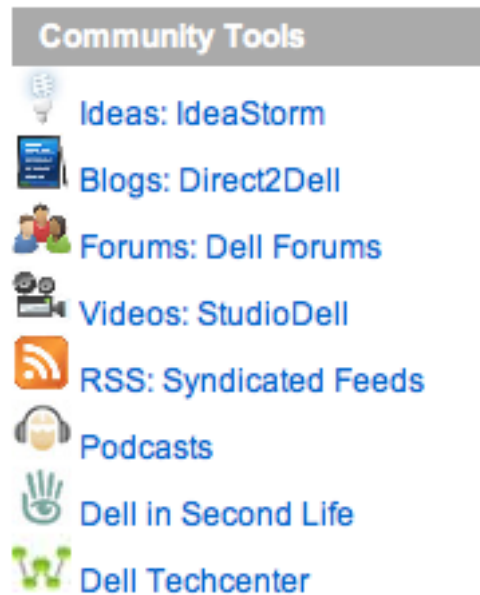 Community Tools
Ideas: IdeaStorm
Blogs: Direct2Dell
Forums: Dell Forums
Videos: StudioDell
RSS: Syndicated Feeds
Podcasts
Dell in Second Life
Dell Techcenter